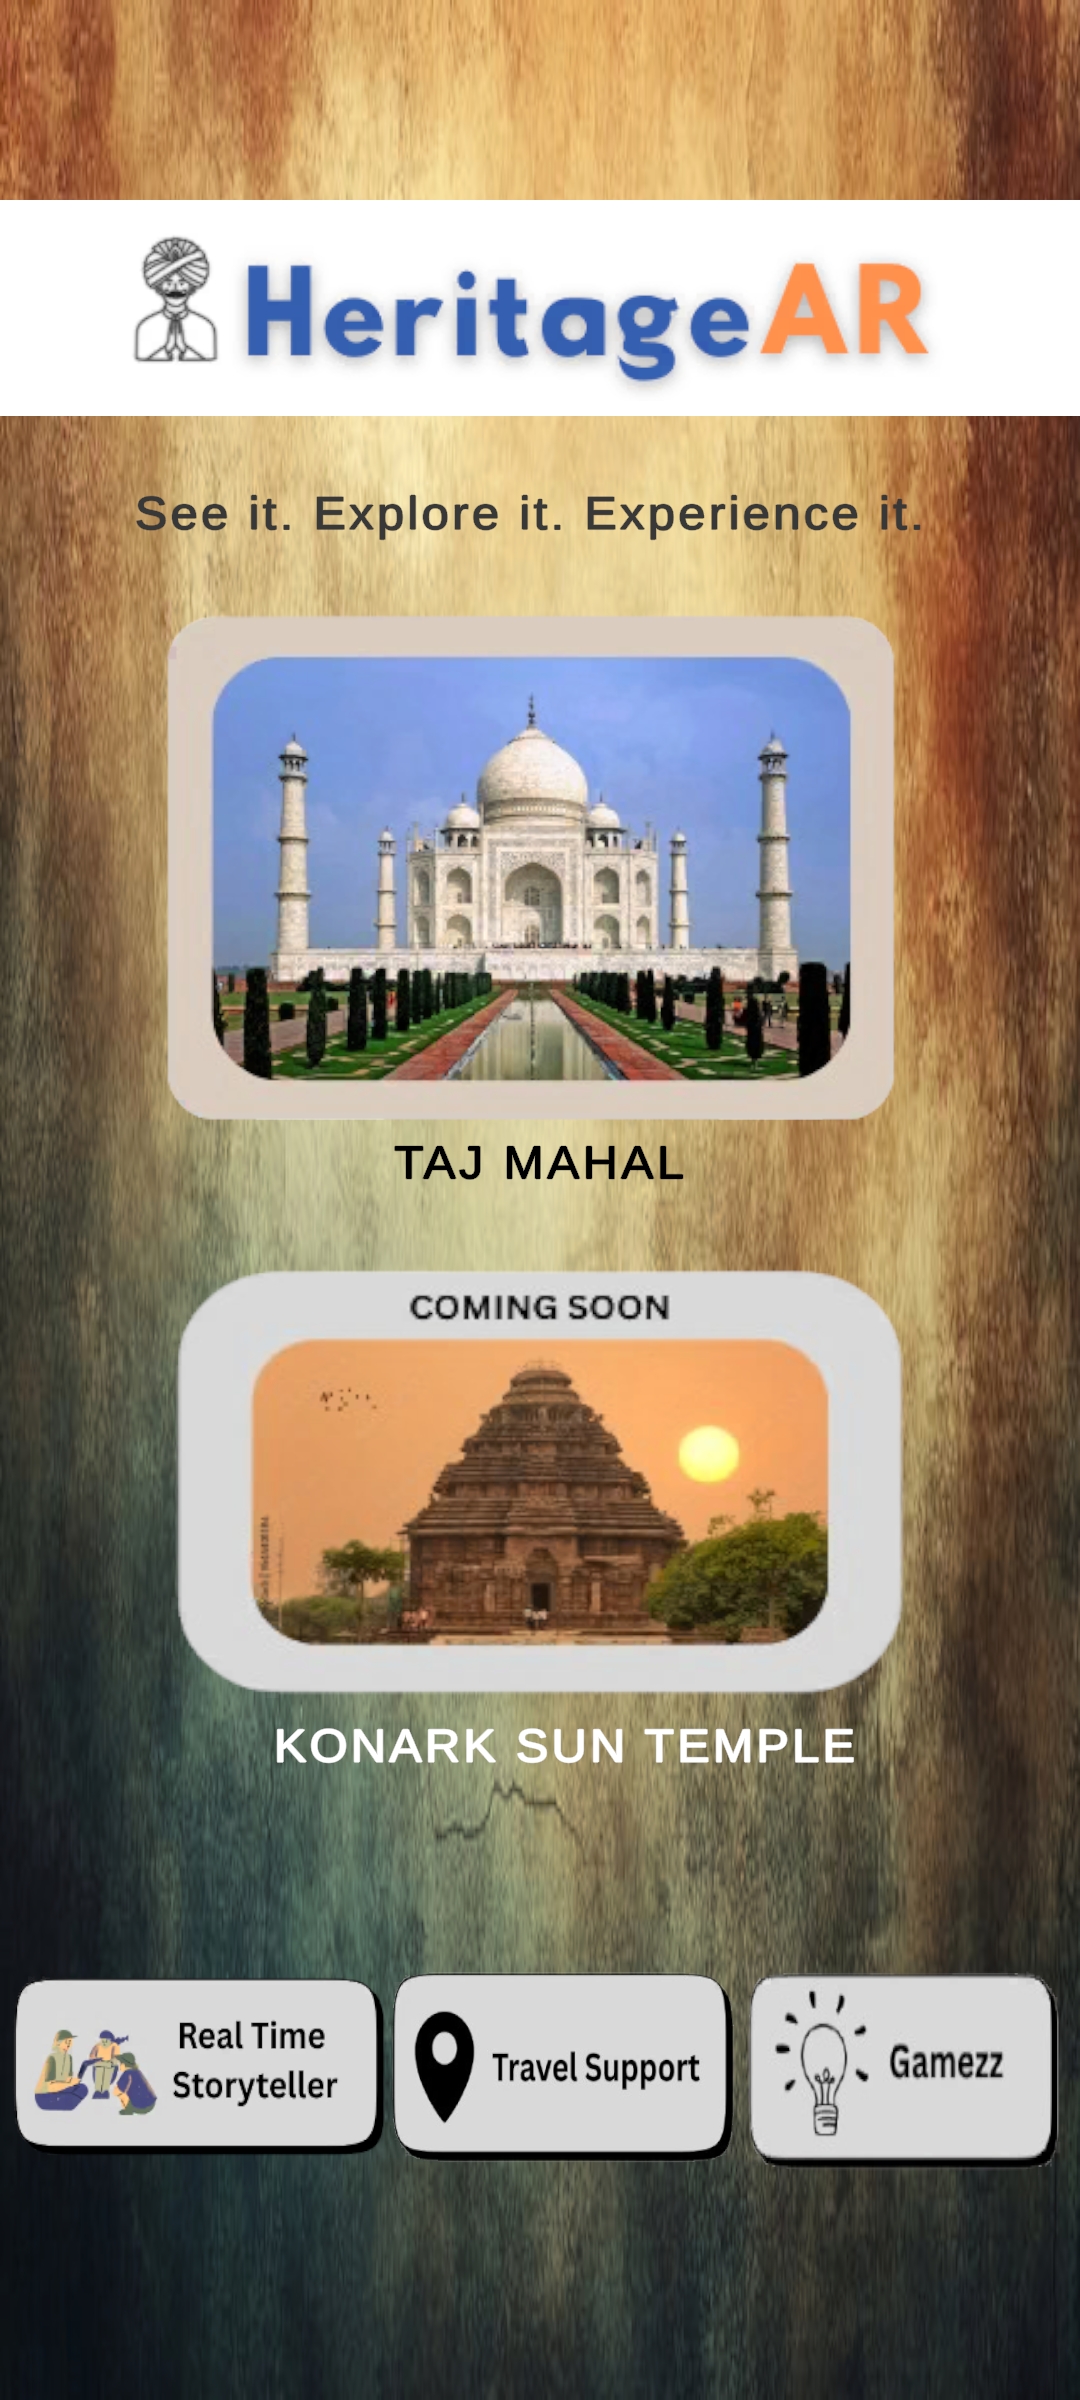 HeritageAR
See it. Explore it. Experience it.
TAJ MAHAL
COMING SOON
KONARK SUN TEMPLE
Real Time
Storyteller
Travel Support
Gamezz